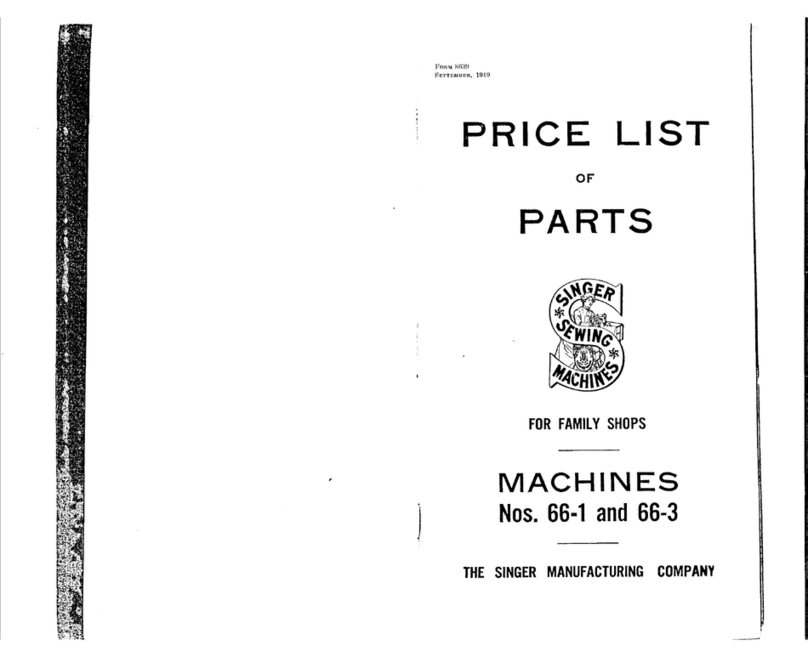 FORM 8639
SEPTEMBER, 1919
PRICE LIST
OF
PARTS
SINGER
SEWING
MACHINES
FOR FAMILY SHOPS
MACHINES
Nos. 66-1 and 66-3
THE SINGER MANUFACTURING COMPANY